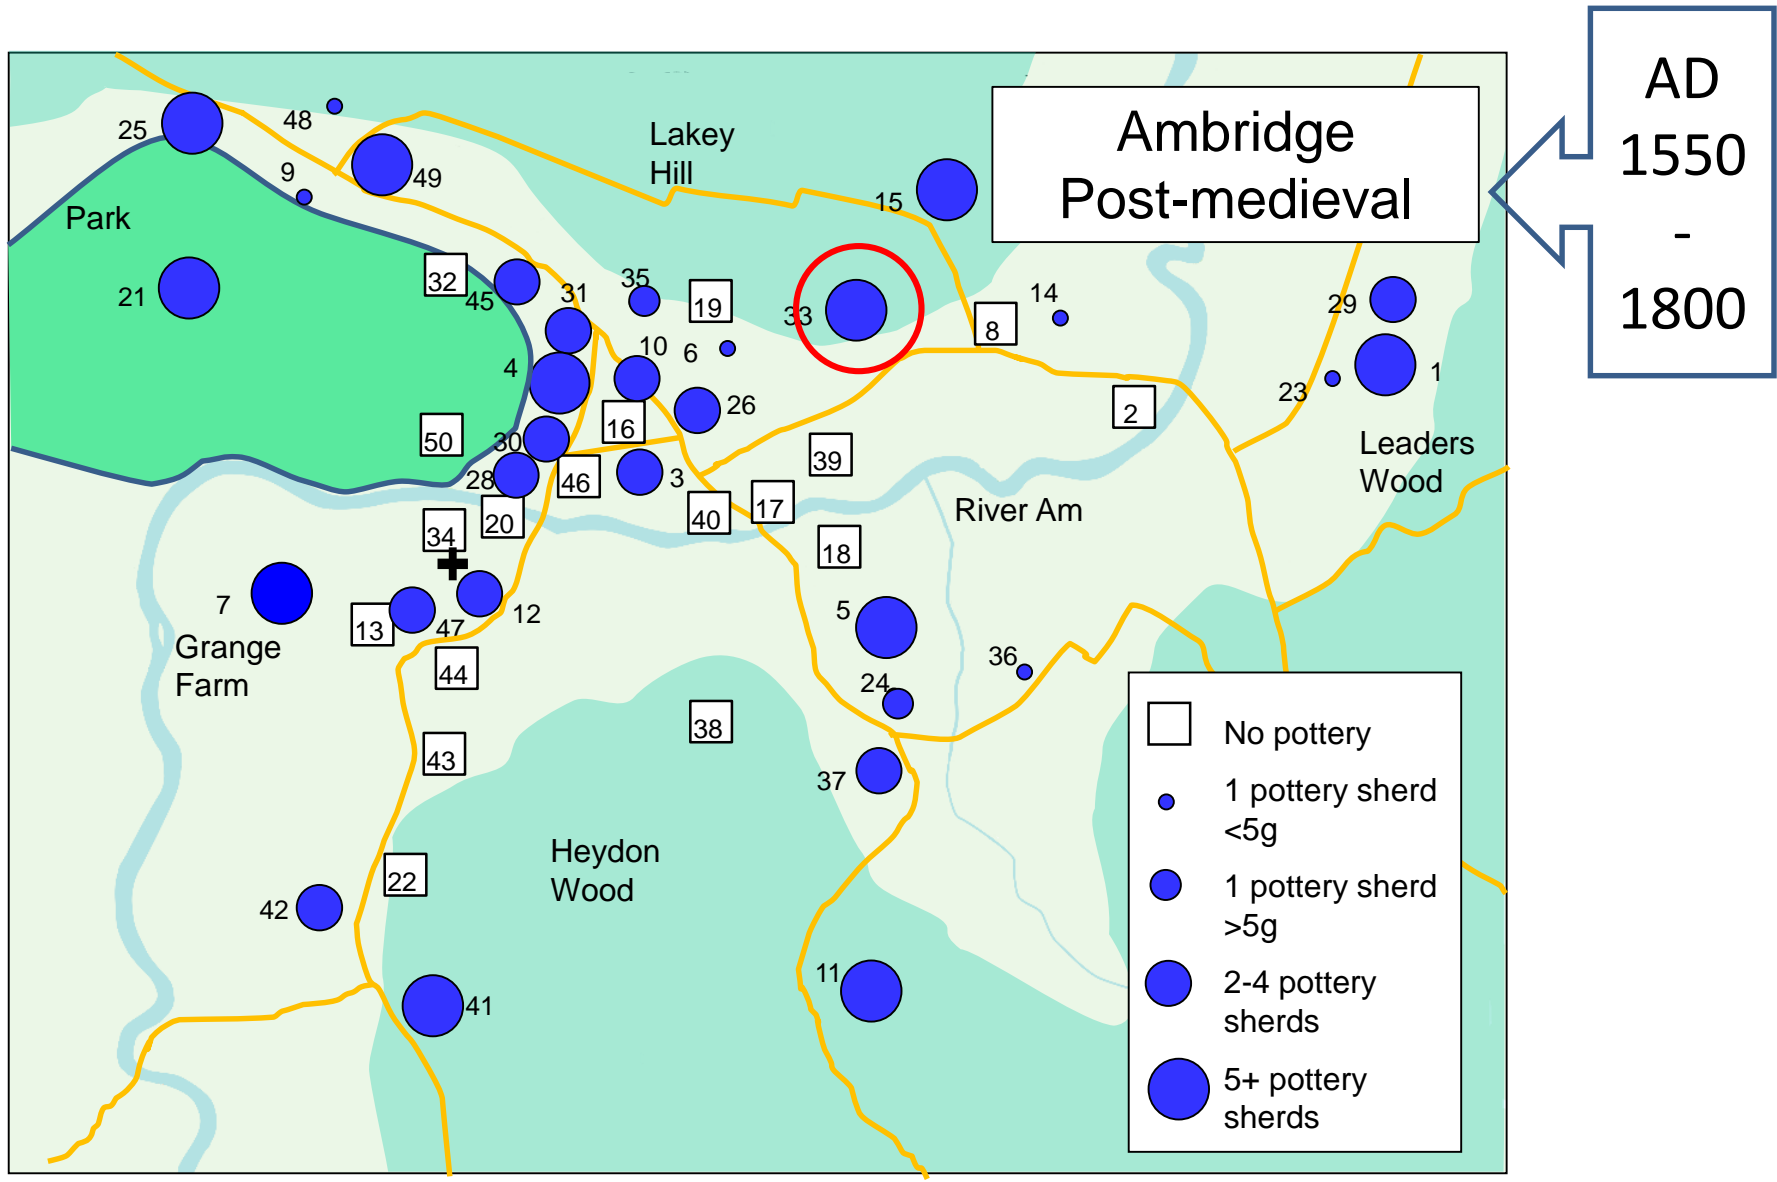 AD
1550
-
1800
Ambridge
Post-medieval
48
25
Lakey
Hill
9
49
15
Park
32
45
31
35
19
33
14
8
29
21
10
6
4
23
1
26
2
16
50
30
39
Leaders
Wood
28
46
3
40
17
River Am
20
34
18
7
13
47
12
5
Grange
Farm
44
36
24
38
43
37
No pottery
1 pottery sherd
<5g
Heydon
Wood
22
1 pottery sherd
>5g
42
11
41
2-4 pottery
sherds
5+ pottery
sherds